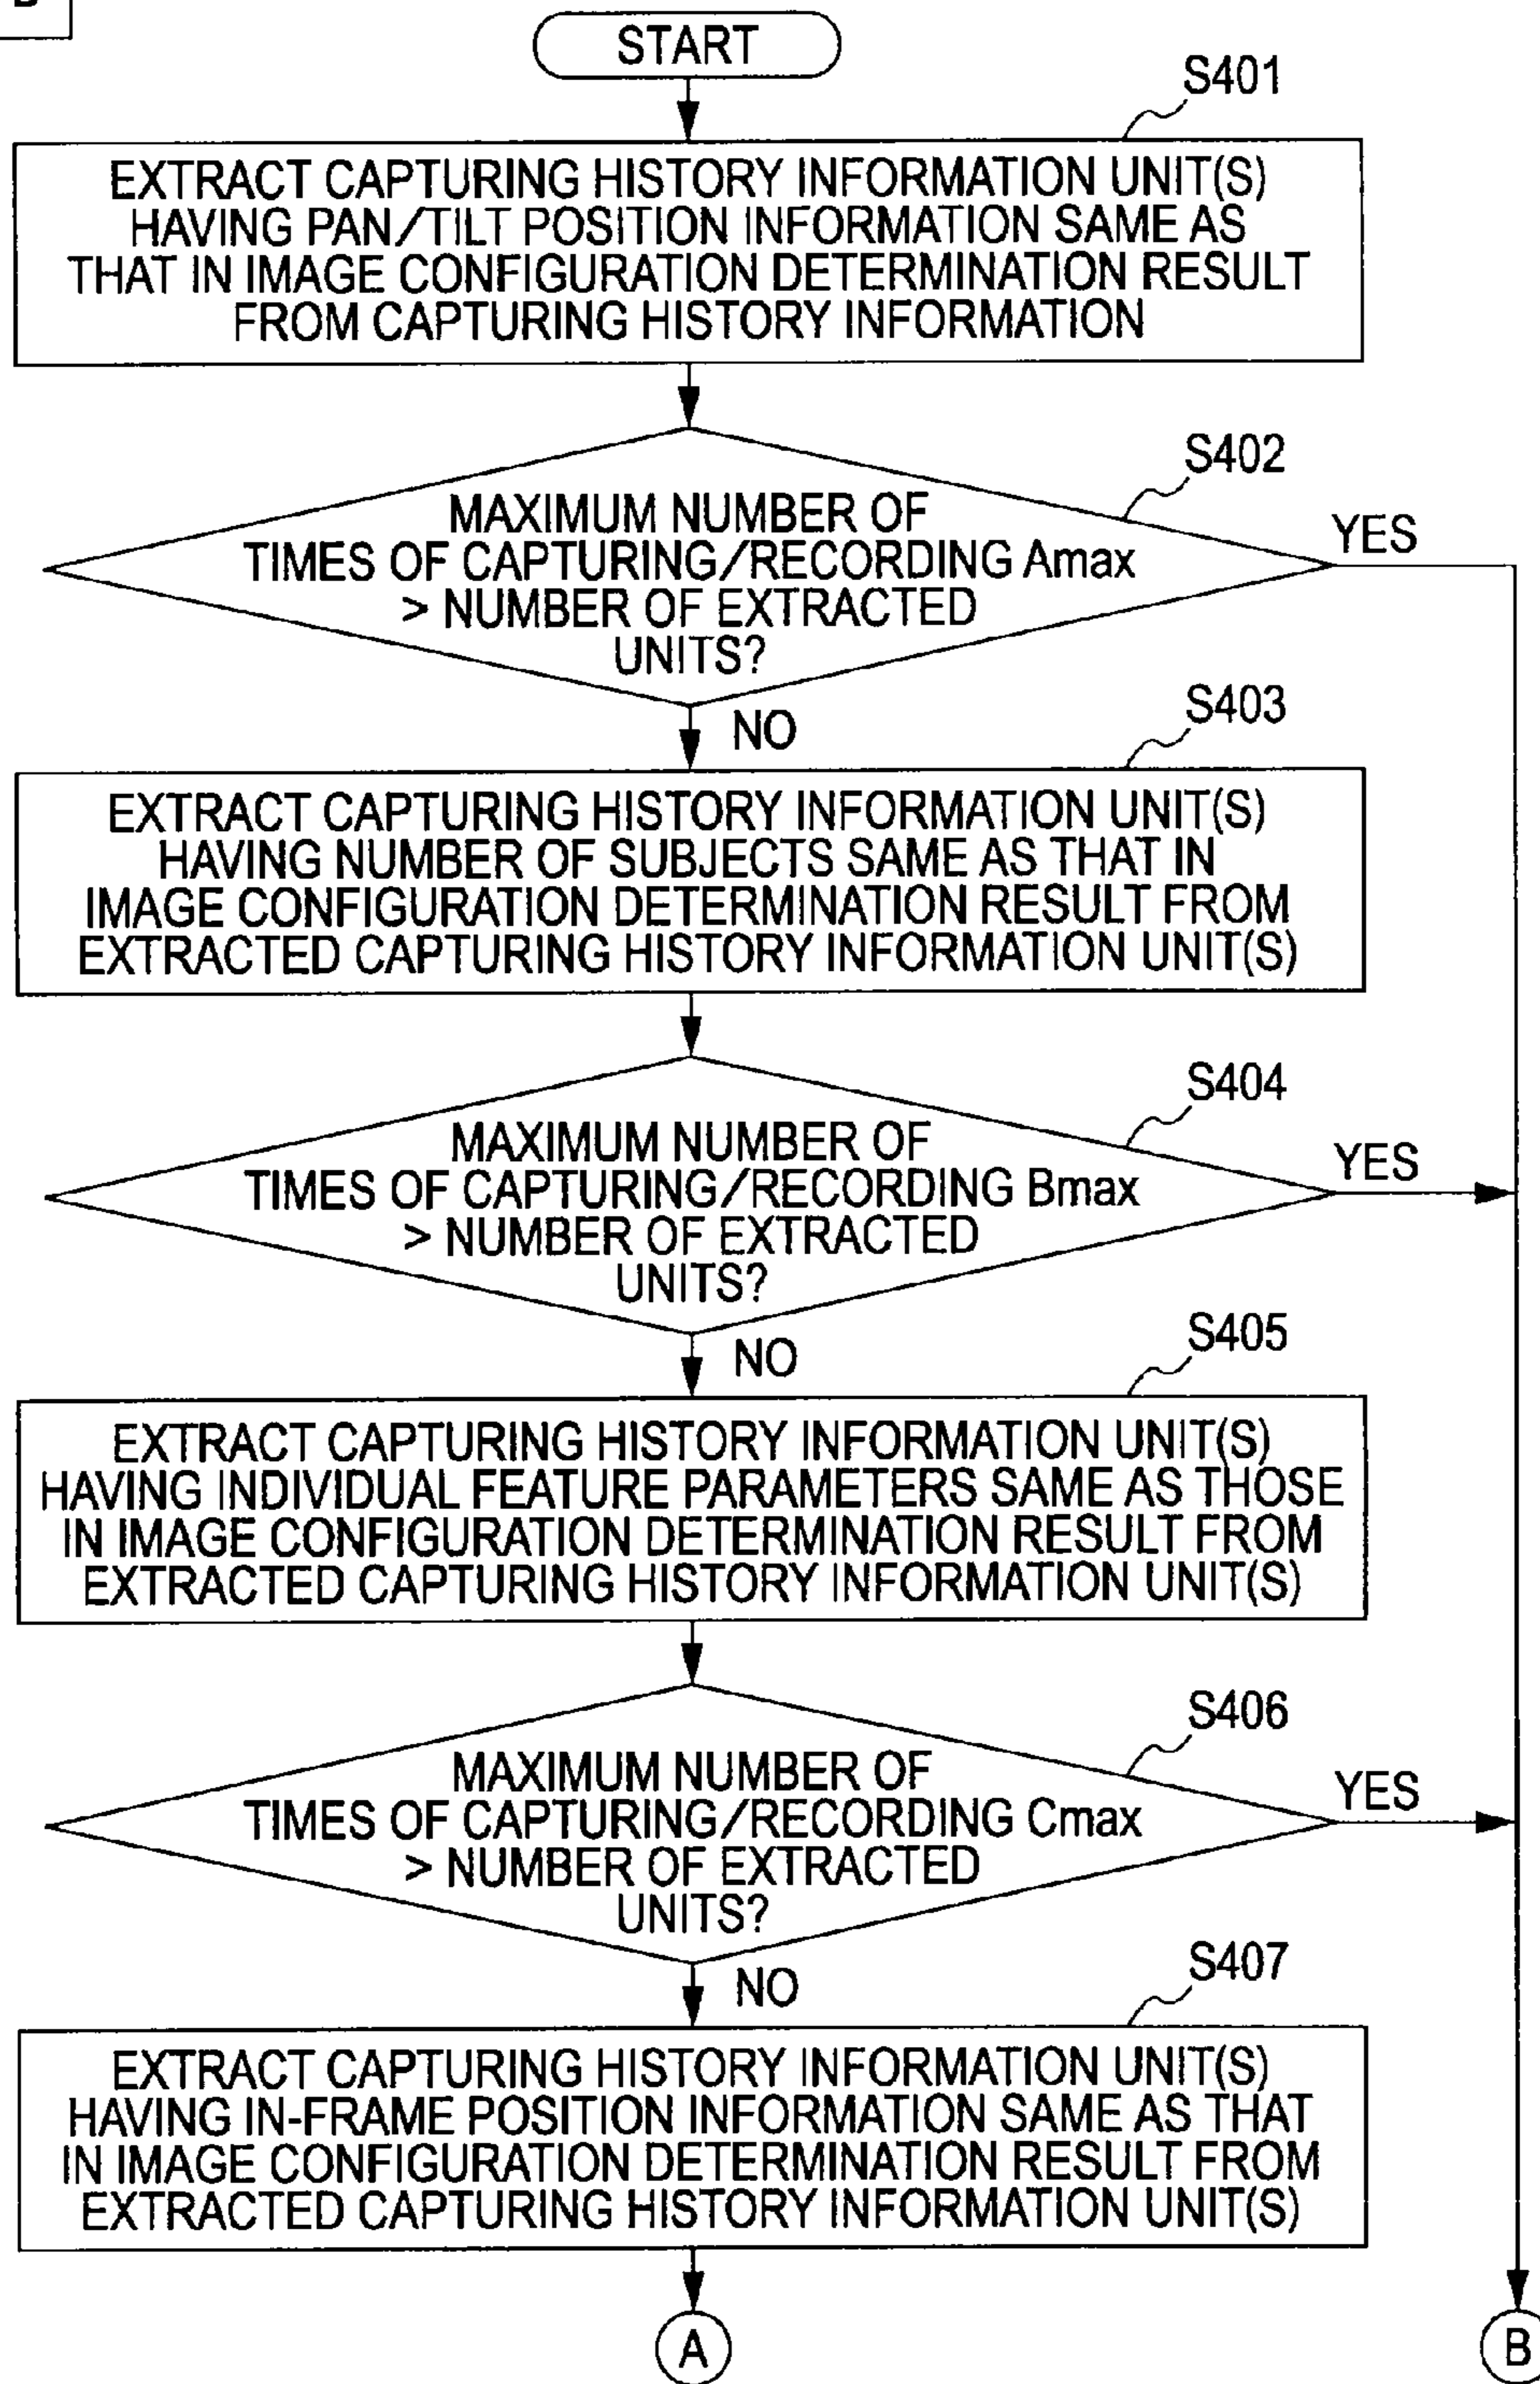 START
S401
EXTRACT CAPTURING HISTORY INFORMATION UNIT(S)
HAVING PAN/TILT POSITION INFORMATION SAME AS
THAT IN IMAGE CONFIGURATION DETERMINATION RESULT
FROM CAPTURING HISTORY INFORMATION
S402
MAXIMUM NUMBER OF
TIMES OF CAPTURING/RECORDING Amax
> NUMBER OF EXTRACTED
UNITS?
YES
NO
S403
EXTRACT CAPTURING HISTORY INFORMATION UNIT(S)
HAVING NUMBER OF SUBJECTS SAME AS THAT IN
IMAGE CONFIGURATION DETERMINATION RESULT FROM
EXTRACTED CAPTURING HISTORY INFORMATION UNIT(S)
S404
MAXIMUM NUMBER OF
TIMES OF CAPTURING/RECORDING Bmax
> NUMBER OF EXTRACTED
UNITS?
YES
NO
S405
EXTRACT CAPTURING HISTORY INFORMATION UNIT(S)
HAVING INDIVIDUAL FEATURE PARAMETERS SAME AS THOSE
IN IMAGE CONFIGURATION DETERMINATION RESULT FROM
EXTRACTED CAPTURING HISTORY INFORMATION UNIT(S)
S406
MAXIMUM NUMBER OF
TIMES OF CAPTURING/RECORDING Cmax
> NUMBER OF EXTRACTED
UNITS?
YES
NO
S407
EXTRACT CAPTURING HISTORY INFORMATION UNIT(S)
HAVING IN-FRAME POSITION INFORMATION SAME AS THAT
IN IMAGE CONFIGURATION DETERMINATION RESULT FROM
EXTRACTED CAPTURING HISTORY INFORMATION UNIT(S)
A
B